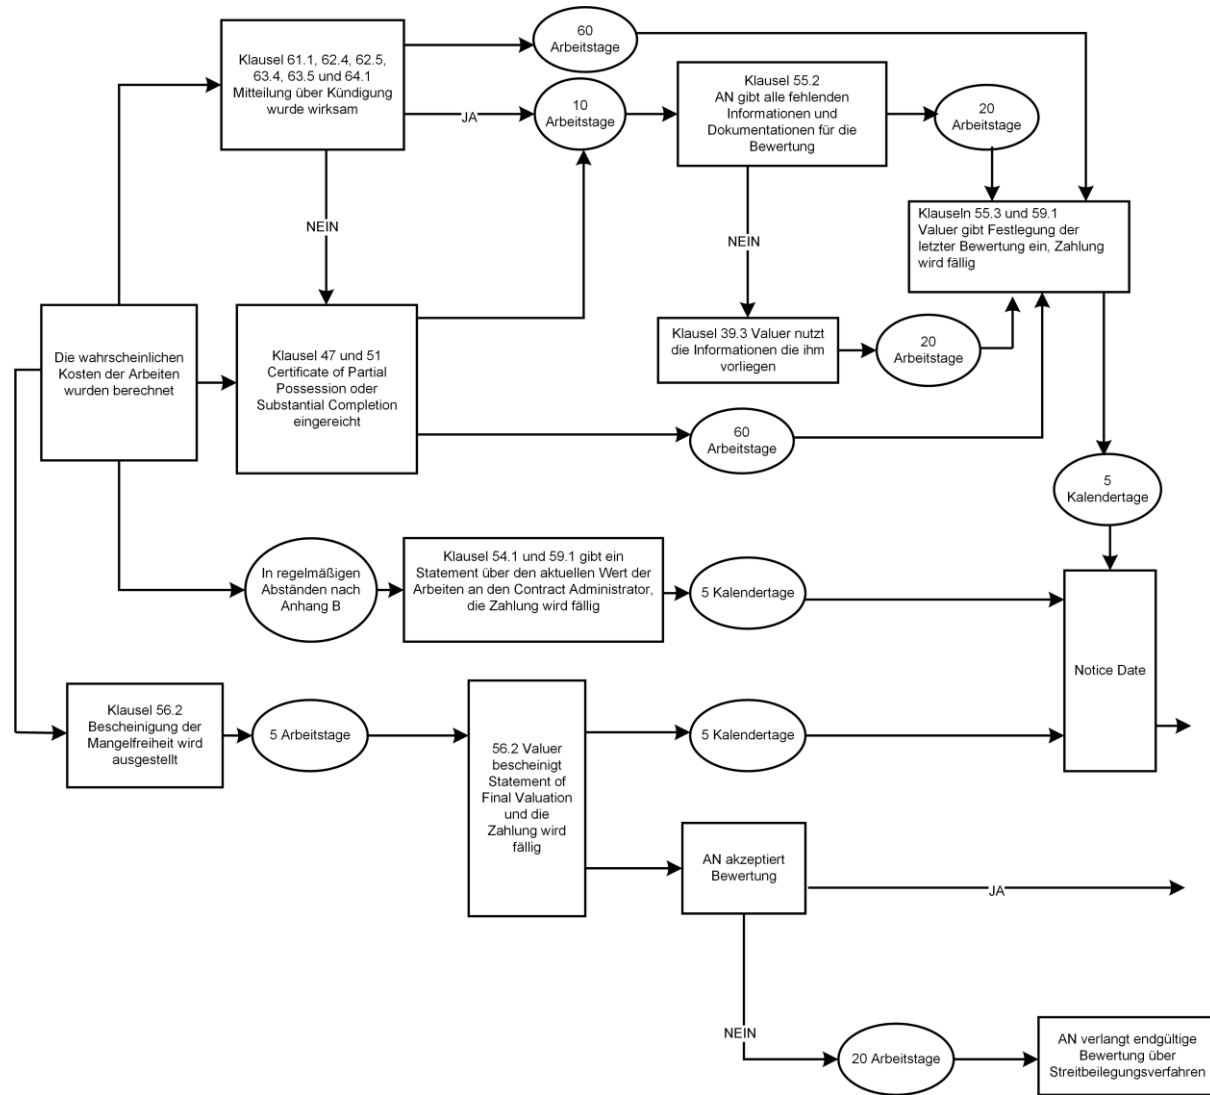 60
Arbeitstage
Klausel 61.1, 62.4, 62.5,
63.4, 63.5 und 64.1
Mitteilung über Kündigung
wurde wirksam
JA
10
Arbeitstage
Klausel 55.2
AN gibt alle fehlenden
Informationen und
Dokumentationen für die
Bewertung
20
Arbeitstage
NEIN
NEIN
Klauseln 55.3 und 59.1
Valuer gibt Festlegung der
letzter Bewertung ein, Zahlung
wird fällig
Die wahrscheinlichen
Kosten der Arbeiten
wurden berechnet
Klausel 47 und 51
Certificate of Partial
Possession oder
Substantial Completion
eingereicht
Klausel 39.3 Valuer nutzt
die Informationen die ihm
vorliegen
20
Arbeitstage
60
Arbeitstage
5
Kalendertage
In regelmäßigen
Abständen nach
Anhang B
Klausel 54.1 und 59.1 gibt ein
Statement über den aktuellen Wert der
Arbeiten an den Contract Administrator,
die Zahlung wird fällig
5 Kalendertage
Notice Date
Klausel 56.2
Bescheinigung der
Mangelfreiheit wird
ausgestellt
5 Arbeitstage
56.2 Valuer
bescheinigt
Statement of
Final Valuation
und die
Zahlung wird
fällig
5 Kalendertage
AN akzeptiert
Bewertung
JA
NEIN
20 Arbeitstage
AN verlangt endgültige
Bewertung über
Streitbeilegungsverfahren